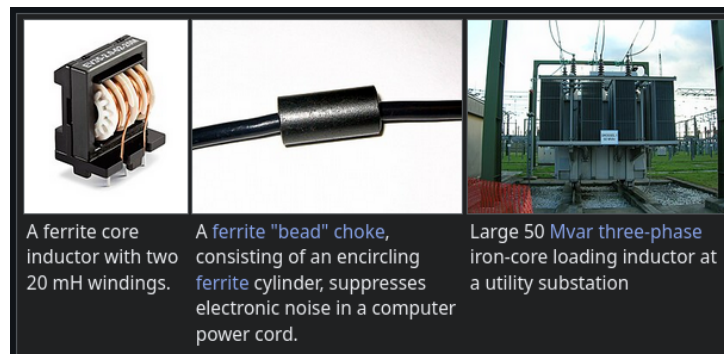 A ferrite core
inductor with two
20 mH windings.
A ferrite "bead" choke,
consisting of an encircling
ferrite cylinder, suppresses
electronic noise in a computer
power cord.
Large 50 Mvar three-phase
iron-core loading inductor at
a utility substation